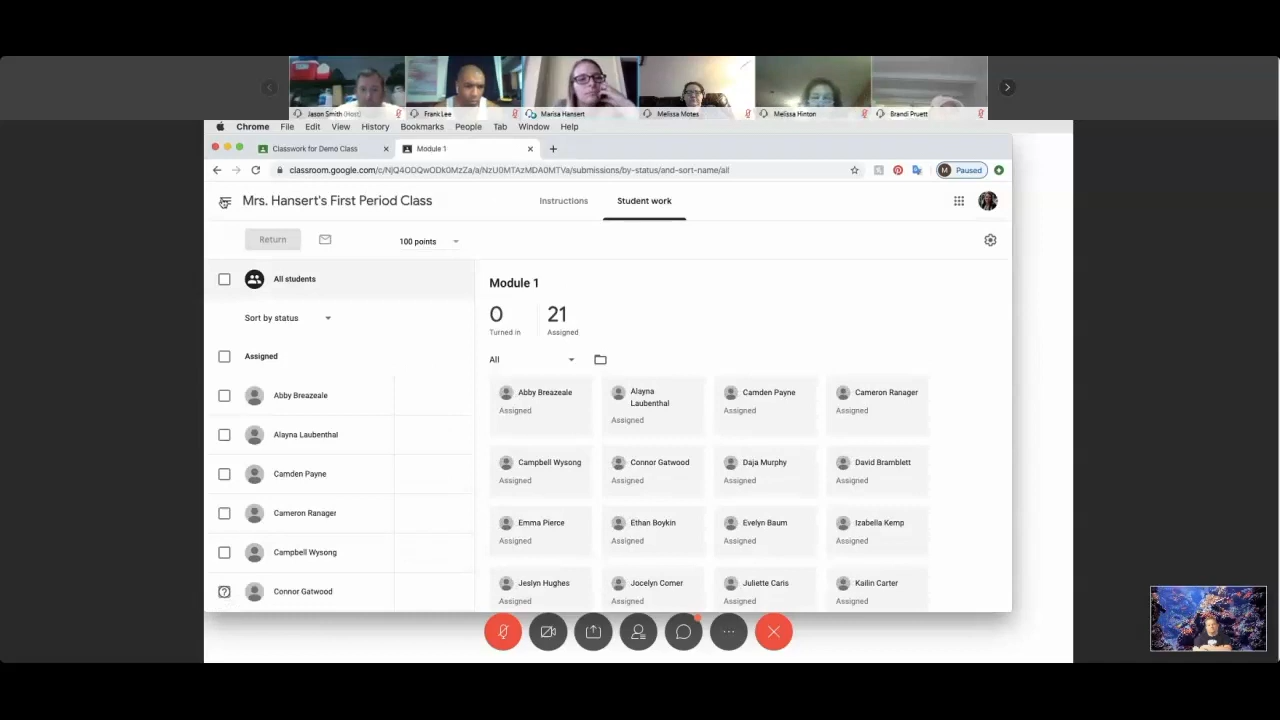 Jason Smith (Host)
Frank Lee
Marisa Hansert
Melissa Motes
Melissa Hinton
Brandi Pruett
Chrome File Edit View History Bookmarks People Tab Window Help
Classwork for Demo Class
Module 1
classroom.google.com/c/NjQ4ODQwODk0MzZa/a/NzU0MTAzMDA0MTVa/submissions/by-status/and-sort-name/all
M Paused
Mrs. Hansert's First Period Class
Instructions
Student work
Return
100 points
All students
Sort by status
Assigned
Abby Breazeale
Alayna Laubenthal
Camden Payne
Cameron Ranager
Campbell Wysong
Connor Gatwood
Module 1
0 21
Turned in Assigned
All
Abby Breazeale
Assigned
Alayna
Laubenthal
Assigned
Camden Payne
Assigned
Cameron Ranager
Assigned
Campbell Wysong
Assigned
Connor Gatwood
Assigned
Daja Murphy
Assigned
David Bramblett
Assigned
Emma Pierce
Assigned
Ethan Boykin
Assigned
Evelyn Baum
Assigned
Izabella Kemp
Assigned
Jeslyn Hughes
Assigned
Jocelyn Comer
Assigned
Juliette Caris
Assigned
Kailin Carter
Assigned